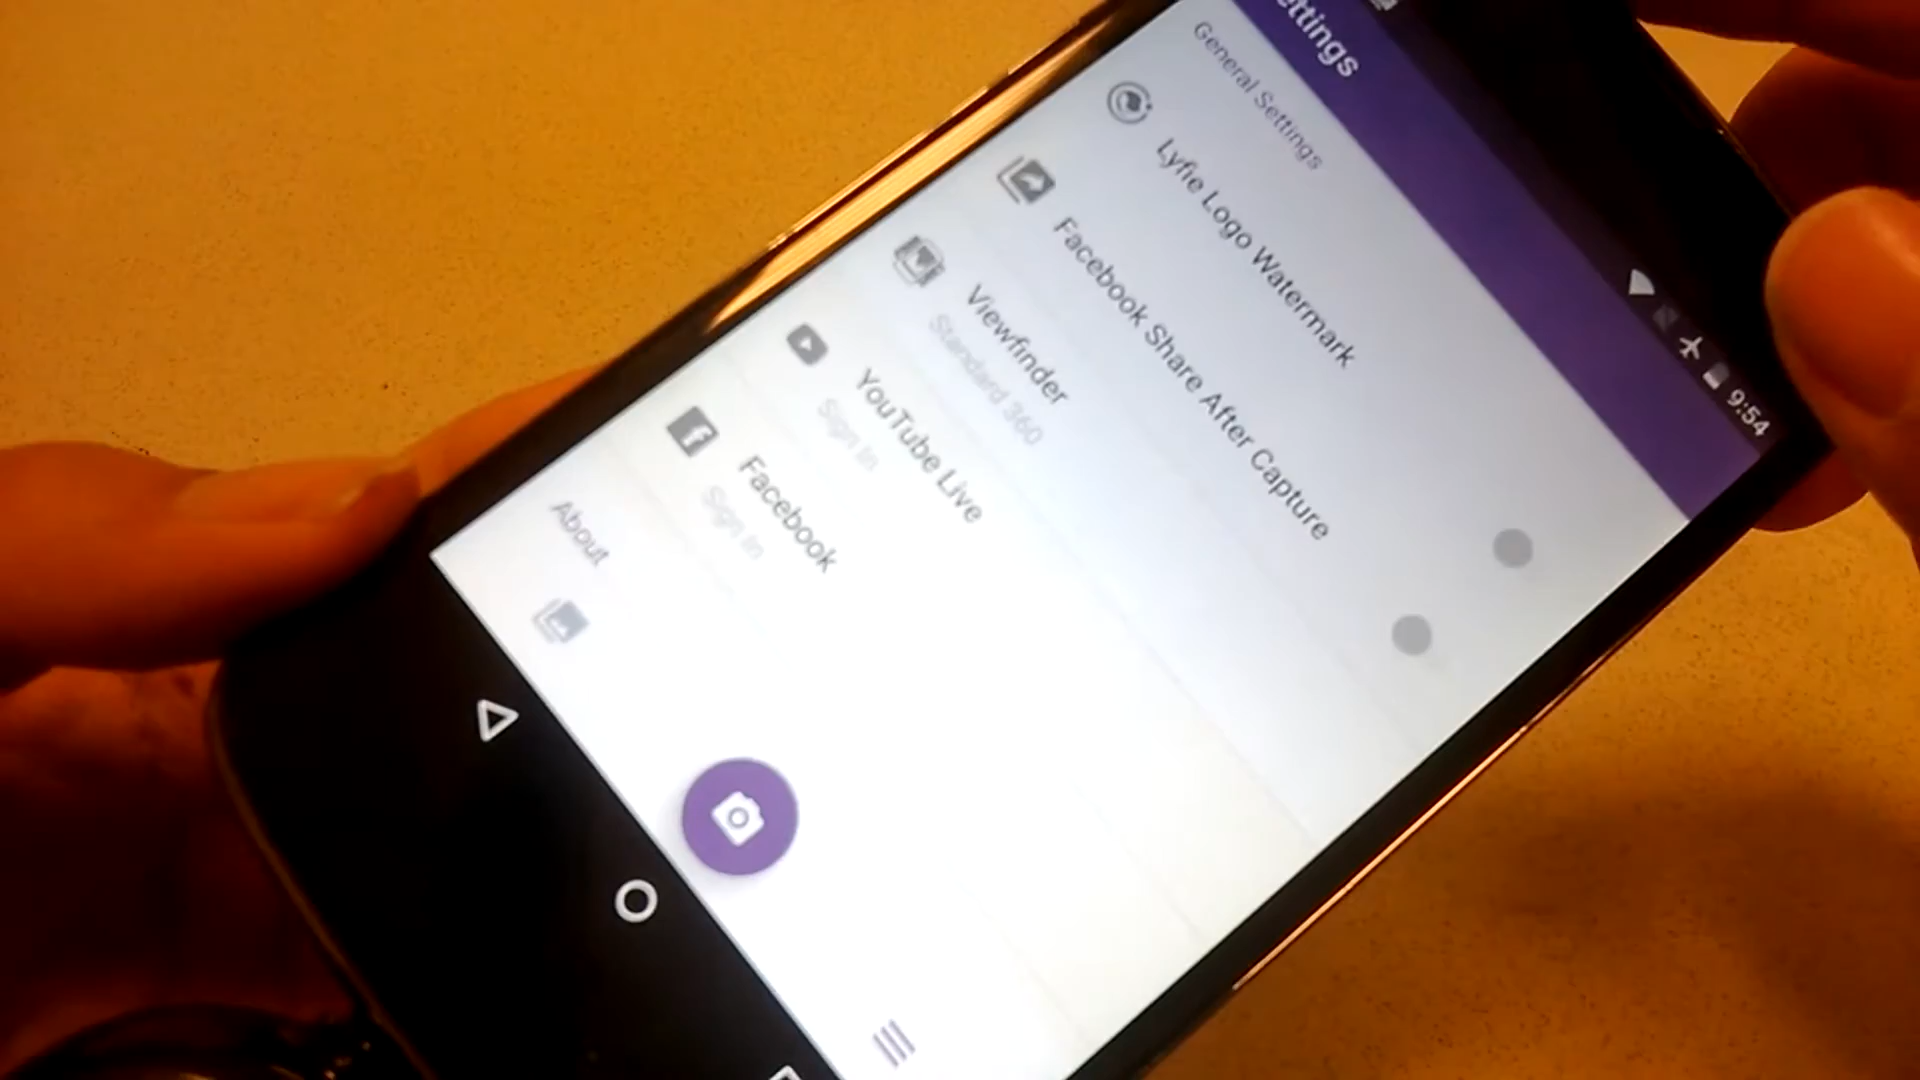 9:54
ettings
General Settings
Lyfie Logo Watermark
Facebook Share After Capture
Viewfinder
Standard 360
YouTube Live
Sign In
Facebook
Sign In
About